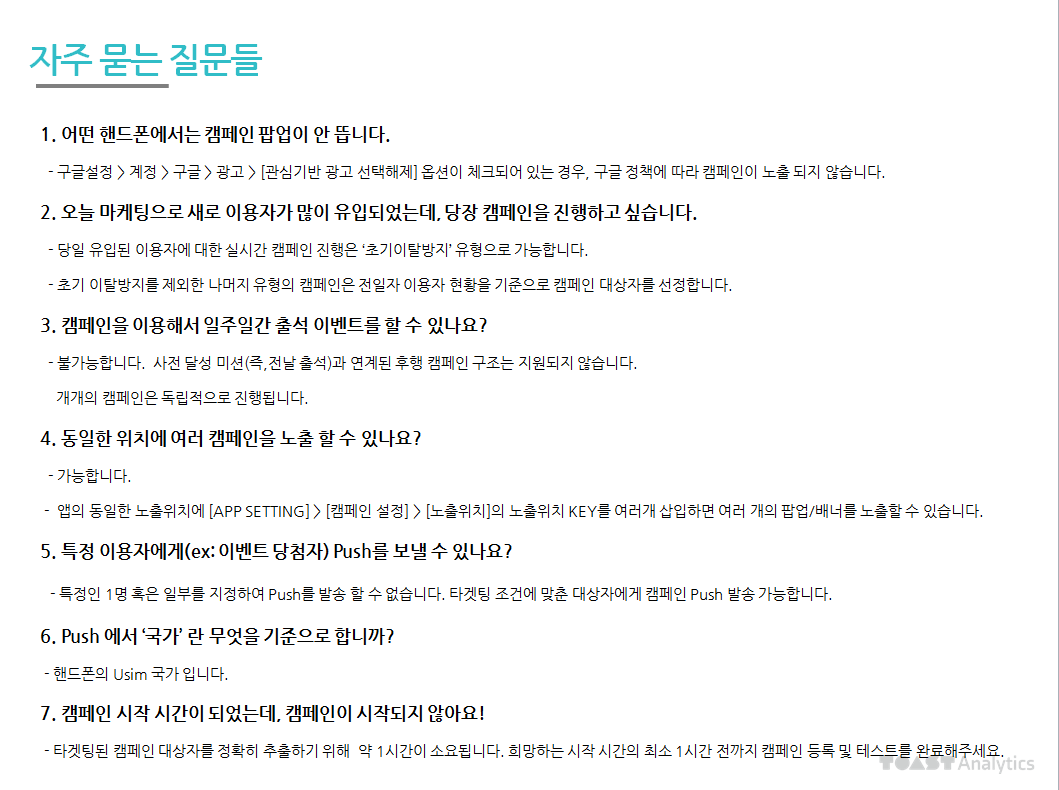 자주 묻는 질문들
1. 어떤 핸드폰에서는 캠페인 팝업이 안 뜹니다.
- 구글설정 > 계정 > 구글 > 광고 > [관심기반 광고 선택해제] 옵션이 체크되어 있는 경우, 구글 정책에 따라 캠페인이 노출 되지 않습니다.
2. 오늘 마케팅으로 새로 이용자가 많이 유입되었는데, 당장 캠페인을 진행하고 싶습니다.
- 당일 유입된 이용자에 대한 실시간 캠페인 진행은 ‘초기이탈방지’ 유형으로 가능합니다.
- 초기 이탈방지를 제외한 나머지 유형의 캠페인은 전일자 이용자 현황을 기준으로 캠페인 대상자를 선정합니다.
3. 캠페인을 이용해서 일주일간 출석 이벤트를 할 수 있나요?
- 불가능합니다. 사전 달성 미션(즉,전날 출석)과 연계된 후행 캠페인 구조는 지원되지 않습니다.
개개의 캠페인은 독립적으로 진행됩니다.
4. 동일한 위치에 여러 캠페인을 노출 할 수 있나요?
- 가능합니다.
- 앱의 동일한 노출위치에 [APP SETTING] > [캠페인 설정] > [노출위치]의 노출위치 KEY를 여러개 삽입하면 여러 개의 팝업/배너를 노출할 수 있습니다.
5. 특정 이용자에게(ex: 이벤트 당첨자) Push를 보낼 수 있나요?
- 특정인 1명 혹은 일부를 지정하여 Push를 발송 할 수 없습니다. 타겟팅 조건에 맞춘 대상자에게 캠페인 Push 발송 가능합니다.
6. Push 에서 ‘국가’ 란 무엇을 기준으로 합니까?
- 핸드폰의 Usim 국가 입니다.
7. 캠페인 시작 시간이 되었는데, 캠페인이 시작되지 않아요!
- 타겟팅된 캠페인 대상자를 정확히 추출하기 위해 약 1시간이 소요됩니다. 희망하는 시작 시간의 최소 1시간 전까지 캠페인 등록 및 테스트를 완료해주세요.
TOAST Analytics